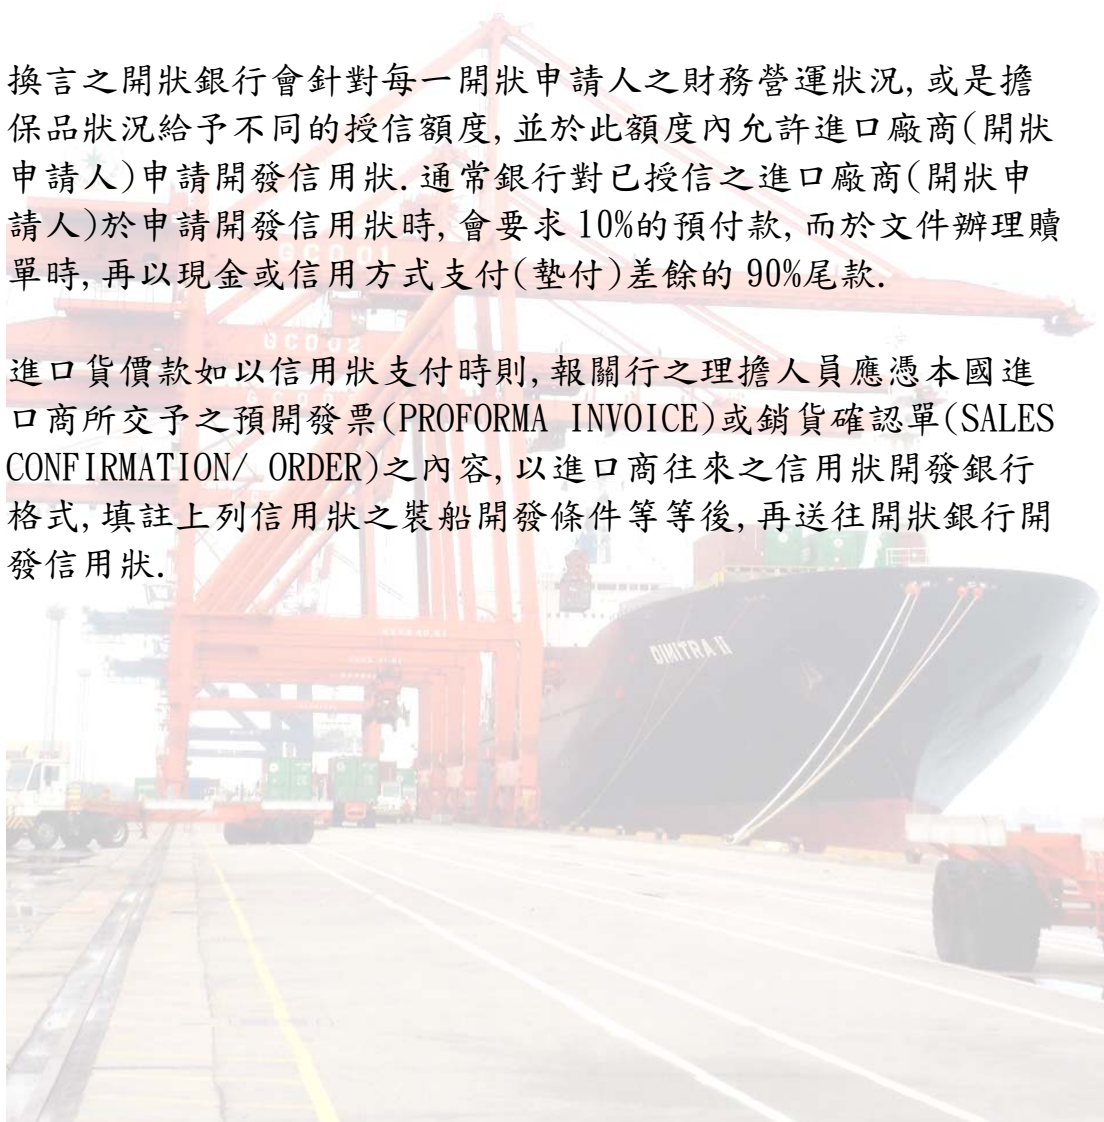 換言之開狀銀行會針對每一開狀申請人之財務營運狀況,或是擔
保品狀況給予不同的授信額度,並於此額度內允許進口廠商(開狀
申請人)申請開發信用狀.通常銀行對已授信之進口廠商(開狀申
請人)於申請開發信用狀時,會要求 10%的預付款,而於文件辦理贖
單時,再以現金或信用方式支付(墊付)差餘的 90%尾款.
進口貨價款如以信用狀支付時則,報關行之理擔人員應憑本國進
口商所交予之預開發票(PROFORMA INVOICE)或銷貨確認單(SALES
CONFIRMATION/ ORDER)之內容,以進口商往來之信用狀開發銀行
格式,填註上列信用狀之裝船開發條件等等後,再送往開狀銀行開
發信用狀.
GC001
GC002
DIMITRA II